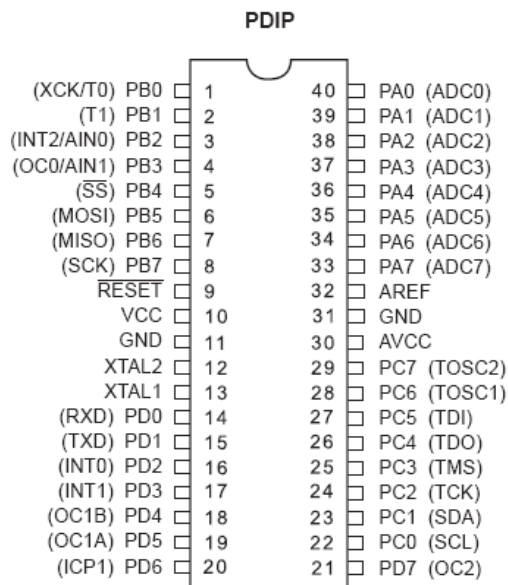 PDIP
(XCK/T0) PB0 1 40 PA0 (ADC0)
(T1) PB1 2 39 PA1 (ADC1)
(INT2/AIN0) PB2 3 38 PA2 (ADC2)
(OC0/AIN1) PB3 4 37 PA3 (ADC3)
(SS) PB4 5 36 PA4 (ADC4)
(MOSI) PB5 6 35 PA5 (ADC5)
(MISO) PB6 7 34 PA6 (ADC6)
(SCK) PB7 8 33 PA7 (ADC7)
RESET 9 32 AREF
VCC 10 31 GND
GND 11 30 AVCC
XTAL2 12 29 PC7 (TOSC2)
XTAL1 13 28 PC6 (TOSC1)
(RXD) PD0 14 27 PC5 (TDI)
(TXD) PD1 15 26 PC4 (TDO)
(INT0) PD2 16 25 PC3 (TMS)
(INT1) PD3 17 24 PC2 (TCK)
(OC1B) PD4 18 23 PC1 (SDA)
(OC1A) PD5 19 22 PC0 (SCL)
(ICP1) PD6 20 21 PD7 (OC2)